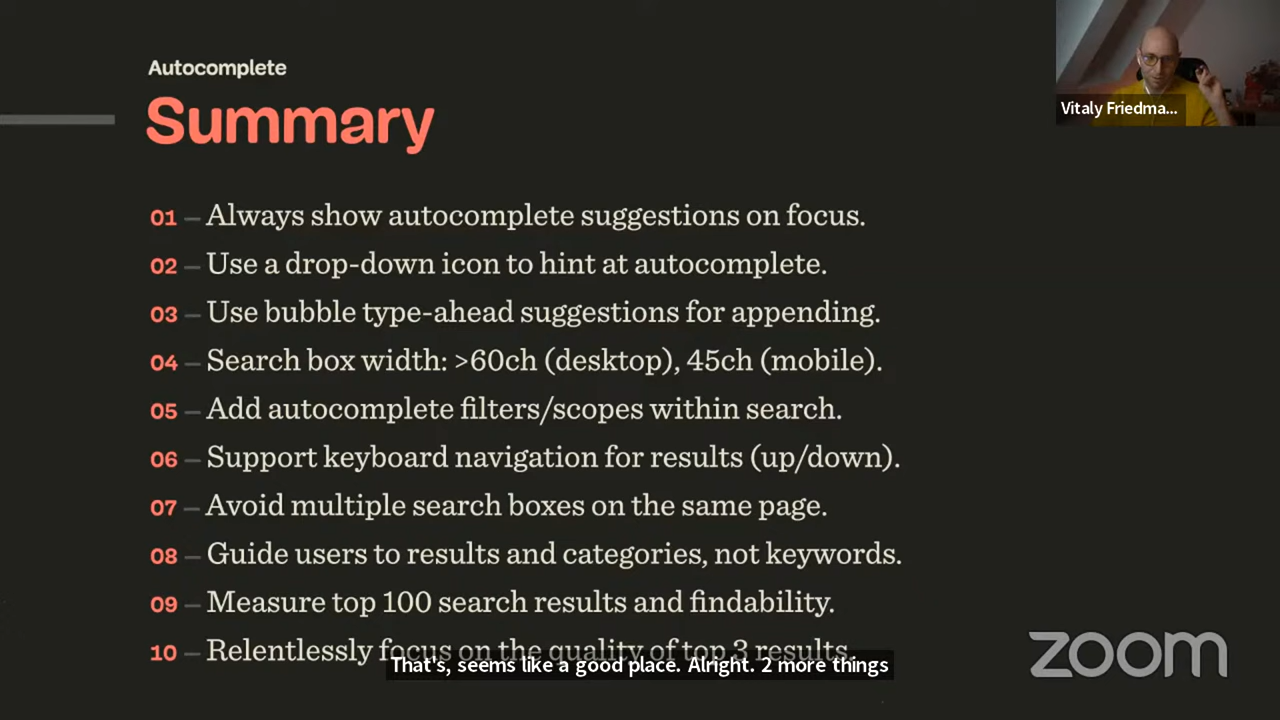 Autocomplete
Summary
01 – Always show autocomplete suggestions on focus.
02 – Use a drop-down icon to hint at autocomplete.
03 – Use bubble type-ahead suggestions for appending.
04 – Search box width: >60ch (desktop), 45ch (mobile).
05 – Add autocomplete filters/scopes within search.
06 – Support keyboard navigation for results (up/down).
07 – Avoid multiple search boxes on the same page.
08 – Guide users to results and categories, not keywords.
09 – Measure top 100 search results and findability.
10 – Relentlessly focus on the quality of top 3 results.
That's, seems like a good place. Alright. 2 more things
Vitaly Friedma...
zoom